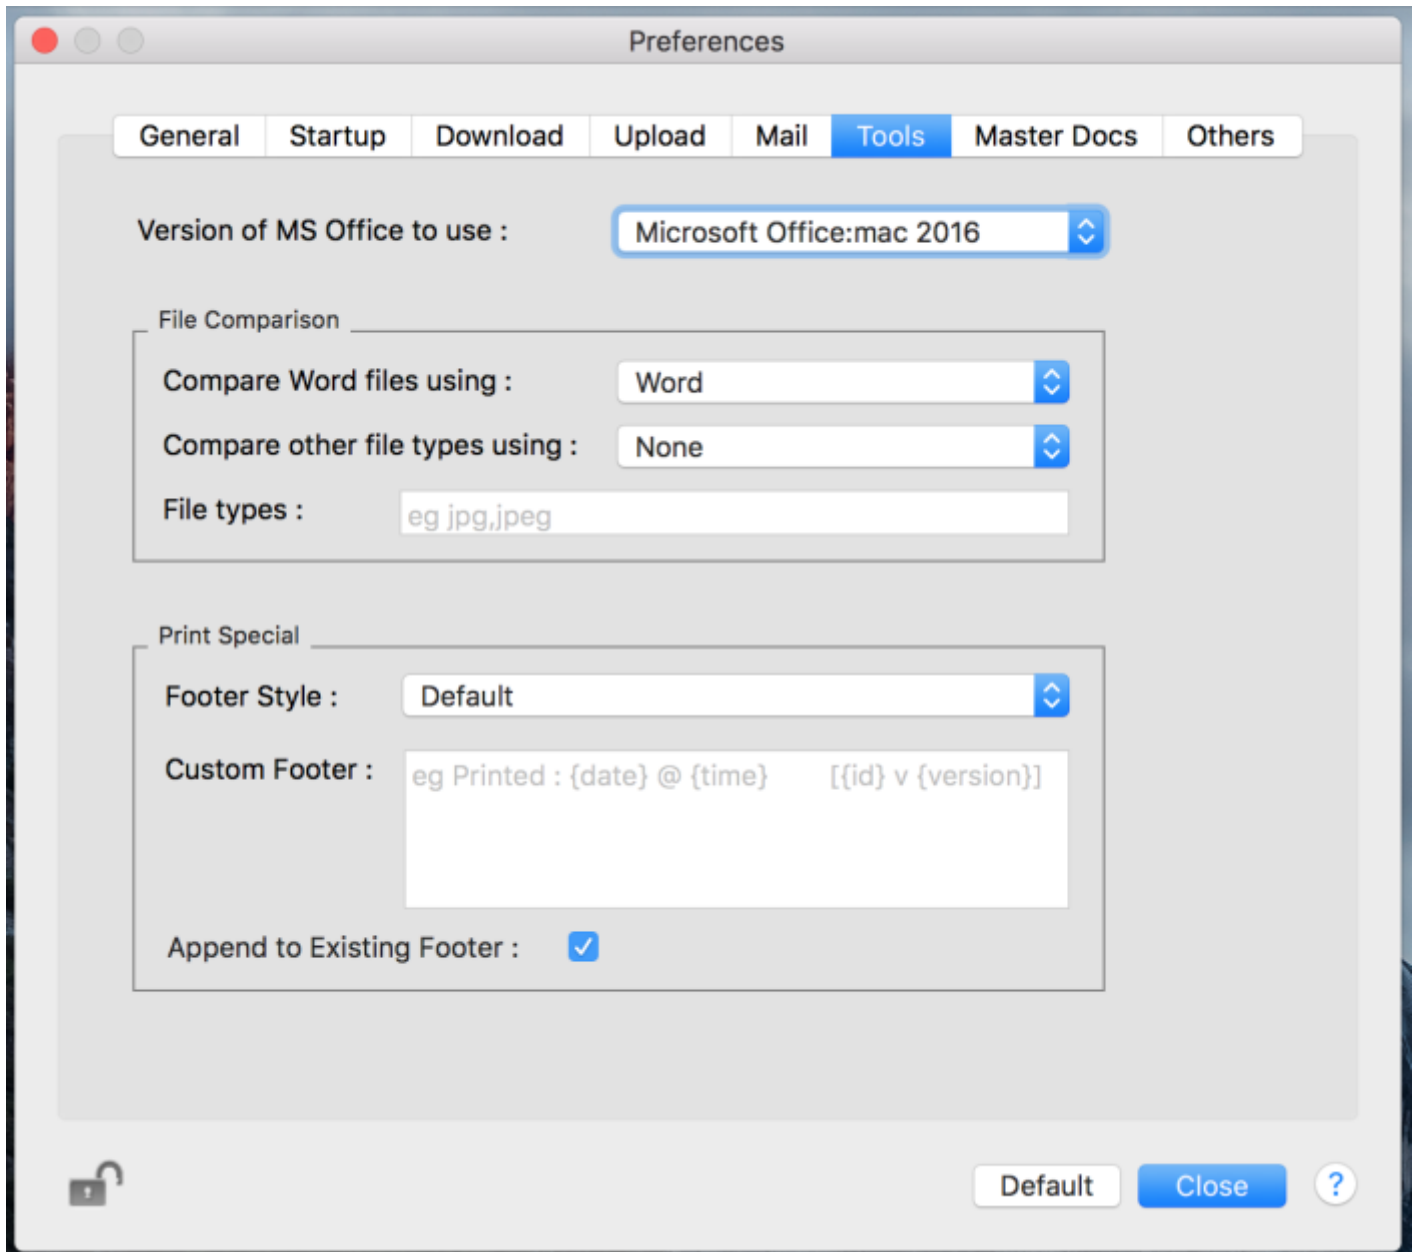 Preferences
General Startup Download Upload Mail Tools Master Docs Others
Version of MS Office to use : Microsoft Office:mac 2016
File Comparison
Compare Word files using : Word
Compare other file types using : None
File types : eg jpg,jpeg
Print Special
Footer Style : Default
Custom Footer : eg Printed : {date} @ {time} [{id} v {version}]
Append to Existing Footer :
Default Close ?